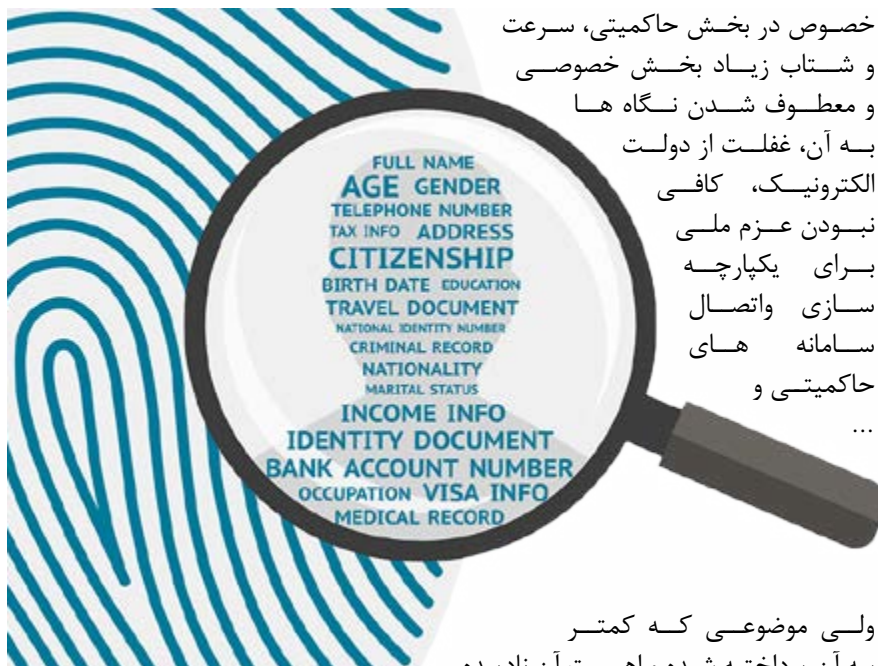 خصوص در بخش حاکمیتی، سرعت
و شتاب زیاد بخش خصوصی
و معطوف شدن نگاه ها
به آن، غفلت از دولت
الکترونیک، کافی
نبودن عزم ملی
برای یکپارچه
سازی واتصال
سامانه های
حاکمیتی و
...
FULL NAME
AGE GENDER
TELEPHONE NUMBER
TAX INFO ADDRESS
CITIZENSHIP
BIRTH DATE EDUCATION
TRAVEL DOCUMENT
NATIONAL IDENTITY NUMBER
CRIMINAL RECORD
NATIONALITY
MARITAL STATUS
INCOME INFO
IDENTITY DOCUMENT
BANK ACCOUNT NUMBER
OCCUPATION VISA INFO
MEDICAL RECORD
ولی موضوعی که کمتر